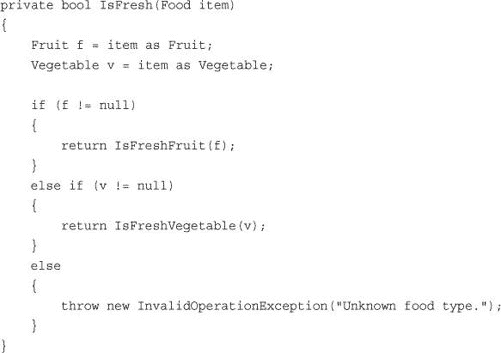 private bool IsFresh(Food item)
{
    Fruit f = item as Fruit;
    Vegetable v = item as Vegetable;

    if (f != null)
    {
        return IsFreshFruit(f);
    }
    else if (v != null)
    {
        return IsFreshVegetable(v);
    }
    else
    {
        throw new InvalidOperationException("Unknown food type.");
    }
}